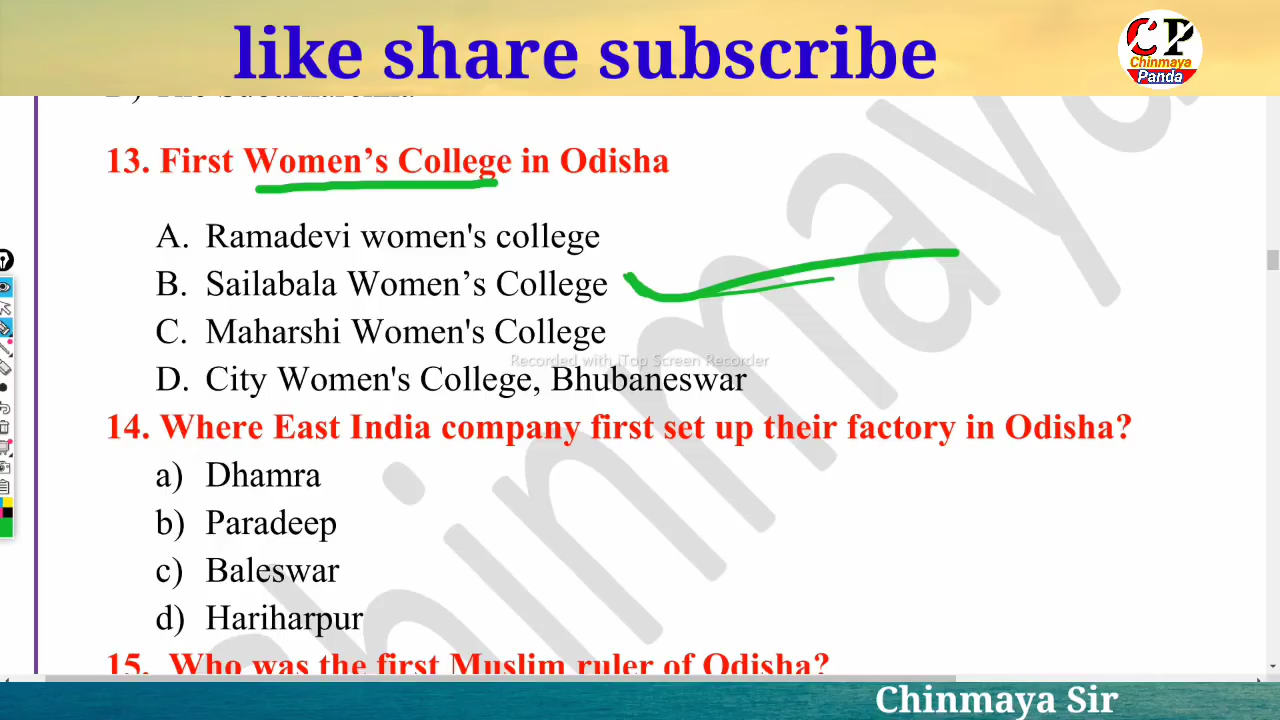 like share subscribe
CP
Chinmaya
Panda
13. First Women’s College in Odisha
A. Ramadevi women's college
B. Sailabala Women’s College
C. Maharshi Women's College
Recorded with iTop Screen Recorder
D. City Women's College, Bhubaneswar
14. Where East India company first set up their factory in Odisha?
a) Dhamra
b) Paradeep
c) Baleswar
d) Hariharpur
15. Who was the first Muslim ruler of Odisha?
Chinmaya Sir